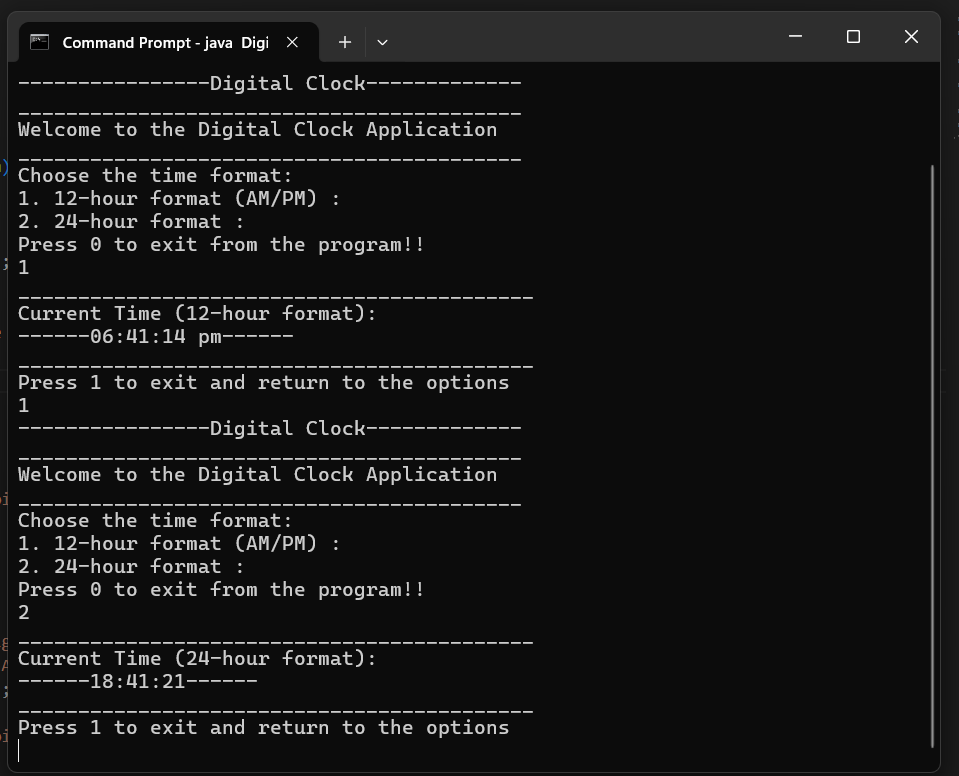 Command Prompt - java Digi
----------------Digital Clock-------------
__________________________________________
Welcome to the Digital Clock Application
__________________________________________
Choose the time format:
1. 12-hour format (AM/PM) :
2. 24-hour format :
Press 0 to exit from the program!!
1
___________________________________________
Current Time (12-hour format):
------06:41:14 pm------
___________________________________________
Press 1 to exit and return to the options
1
----------------Digital Clock-------------
__________________________________________
Welcome to the Digital Clock Application
__________________________________________
Choose the time format:
1. 12-hour format (AM/PM) :
2. 24-hour format :
Press 0 to exit from the program!!
2
___________________________________________
Current Time (24-hour format):
------18:41:21------
___________________________________________
Press 1 to exit and return to the options